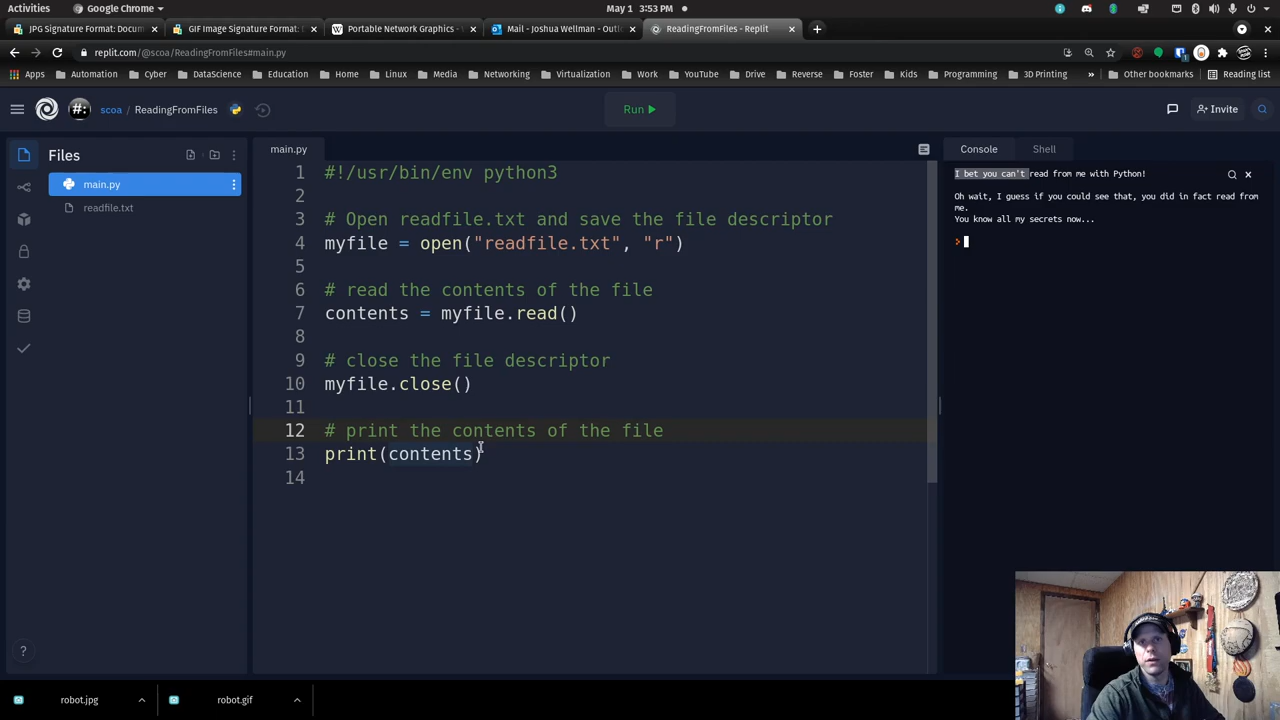 Activities
Google Chrome
May 1 3:53 PM
JPG Signature Format: Docum
GIF Image Signature Format:
Portable Network Graphics -
Mail - Joshua Wellman - Outlo
ReadingFromFiles - Replit
replit.com/@scoa/ReadingFromFiles#main.py
Apps Automation Cyber DataScience Education Home Linux Media Networking Virtualization Work YouTube Drive Reverse Foster Kids Programming 3D Printing » Other bookmarks Reading list
#: scoa / ReadingFromFiles
Run
Invite
Files
main.py
readfile.txt
main.py
1 #!/usr/bin/env python3
2
3 # Open readfile.txt and save the file descriptor
4 myfile = open("readfile.txt", "r")
5
6 # read the contents of the file
7 contents = myfile.read()
8
9 # close the file descriptor
10 myfile.close()
11
12 # print the contents of the file
13 print(contents)
14
Console Shell
I bet you can't read from me with Python!
Oh wait, I guess if you could see that, you did in fact read from
me.
You know all my secrets now...
>
?
robot.jpg
robot.gif